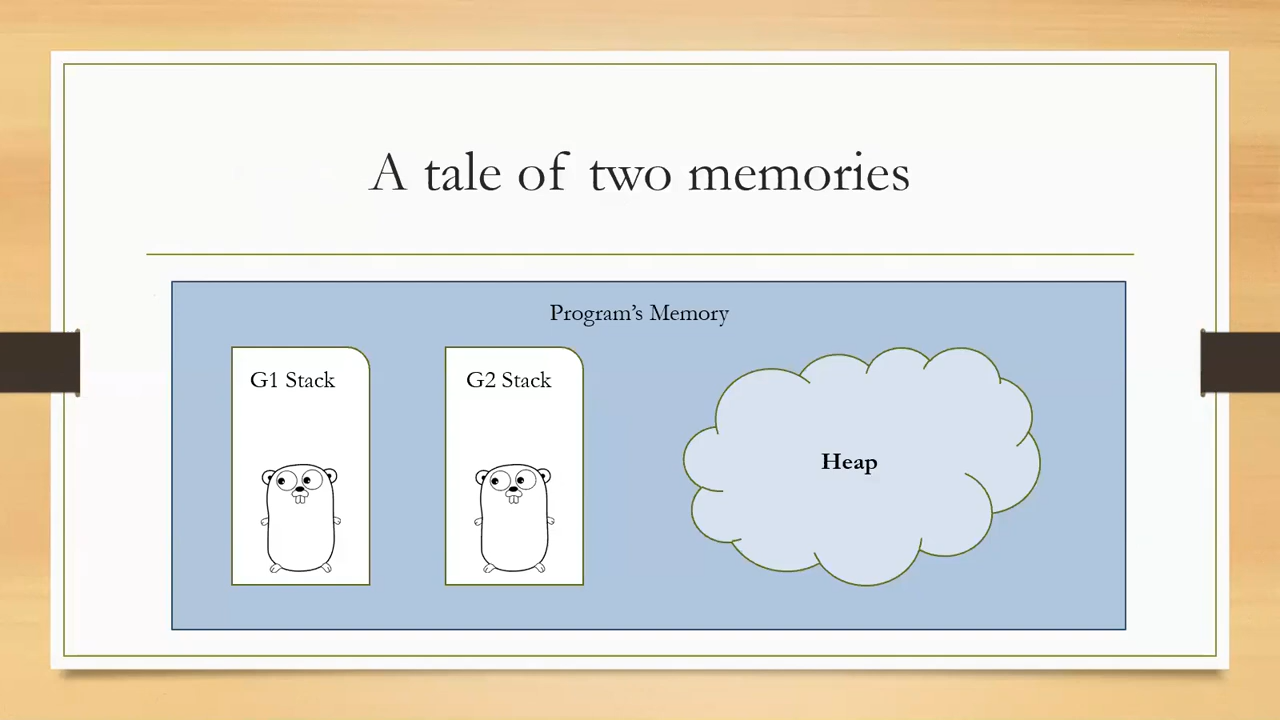 A tale of two memories
Program’s Memory
G1 Stack
G2 Stack
Heap